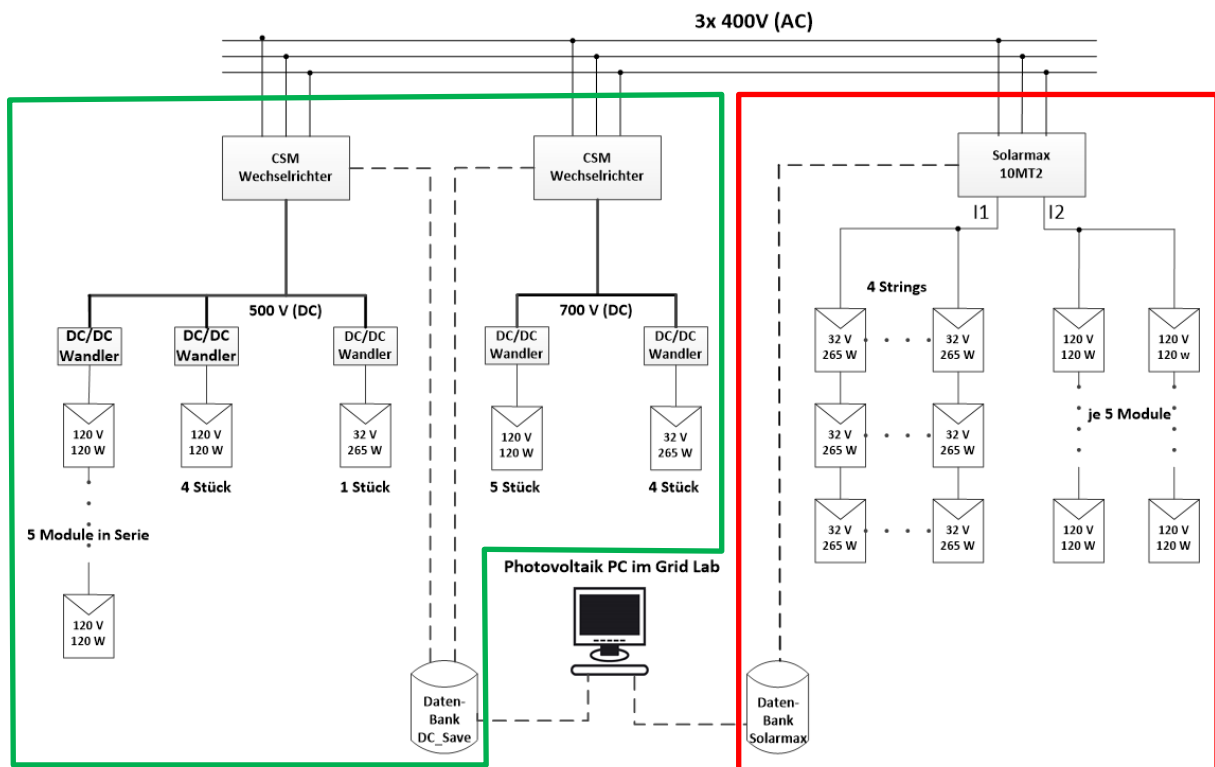 3x 400V (AC)
CSM
Wechselrichter
CSM
Wechselrichter
Solarmax
10MT2
I1
I2
500 V (DC)
700 V (DC)
4 Strings
DC/DC
Wandler
DC/DC
Wandler
DC/DC
Wandler
DC/DC
Wandler
DC/DC
Wandler
32 V
265 W
32 V
265 W
120 V
120 W
120 V
120 w
120 V
120 W
120 V
120 W
32 V
265 W
120 V
120 W
32 V
265 W
32 V
265 W
32 V
265 W
je 5 Module
4 Stück
1 Stück
5 Stück
4 Stück
5 Module in Serie
32 V
265 W
32 V
265 W
120 V
120 W
120 V
120 W
Photovoltaik PC im Grid Lab
120 V
120 W
Daten-
Bank
DC_Save
Daten-
Bank
Solarmax